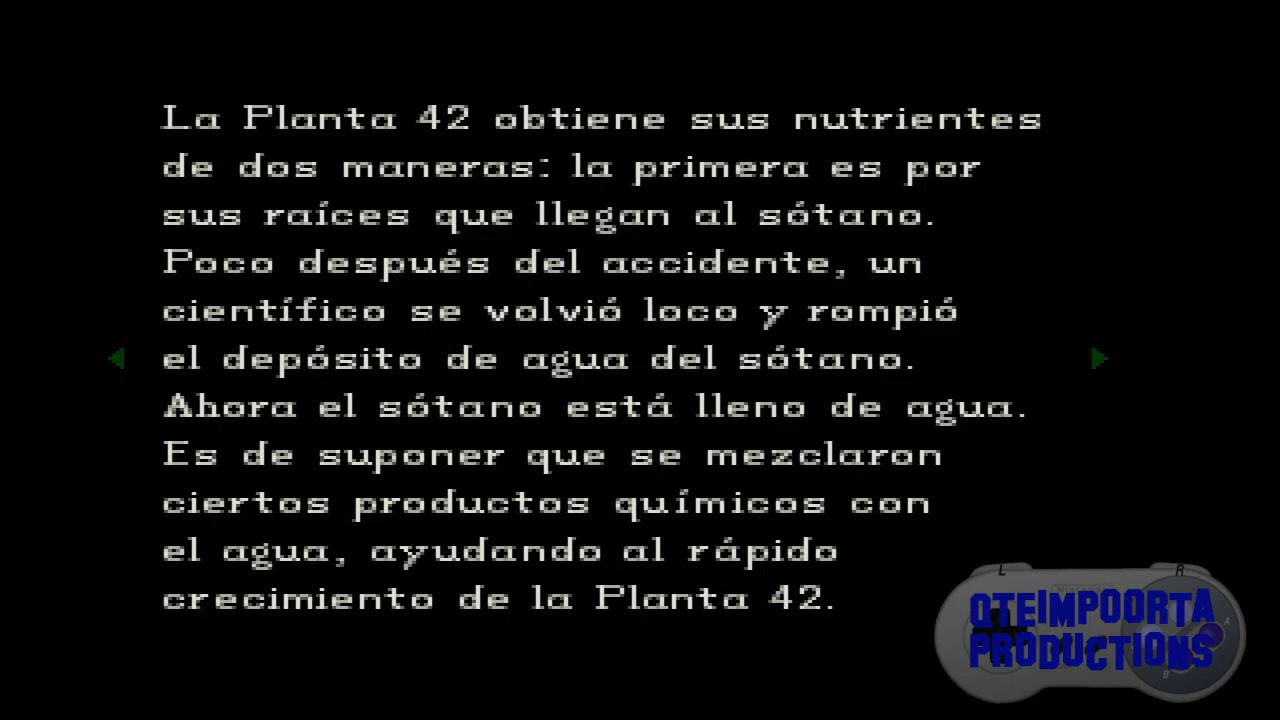 La Planta 42 obtiene sus nutrientes
de dos maneras: la primera es por
sus raíces que llegan al sótano.
Poco después del accidente, un
científico se volvió loco y rompió
el depósito de agua del sótano.
Ahora el sótano está lleno de agua.
Es de suponer que se mezclaron
ciertos productos químicos con
el agua, ayudando al rápido
crecimiento de la Planta 42.
L R
QTEIMPOORTA
PRODUCTIONS
A
B